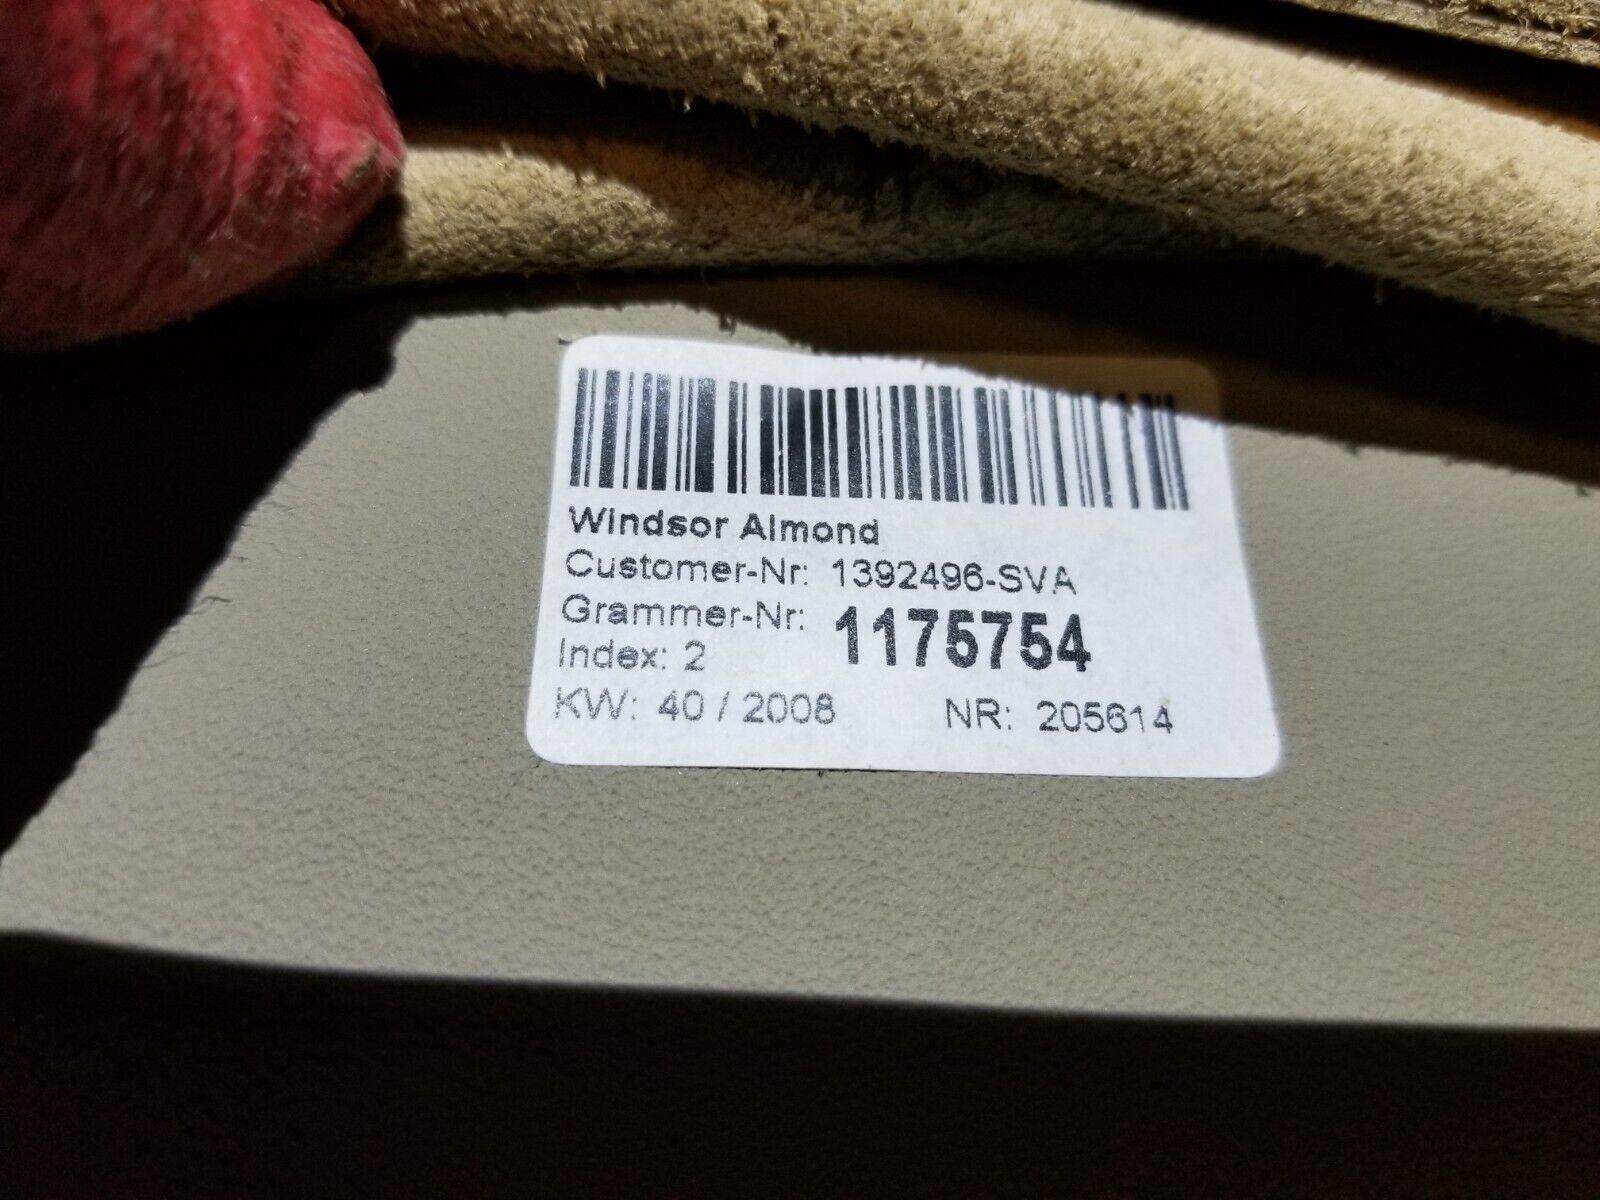 Windsor Almond
Customer-Nr: 1392496-SVA
Grammer-Nr: 1175754
Index: 2
KW: 40 / 2008 NR: 205614